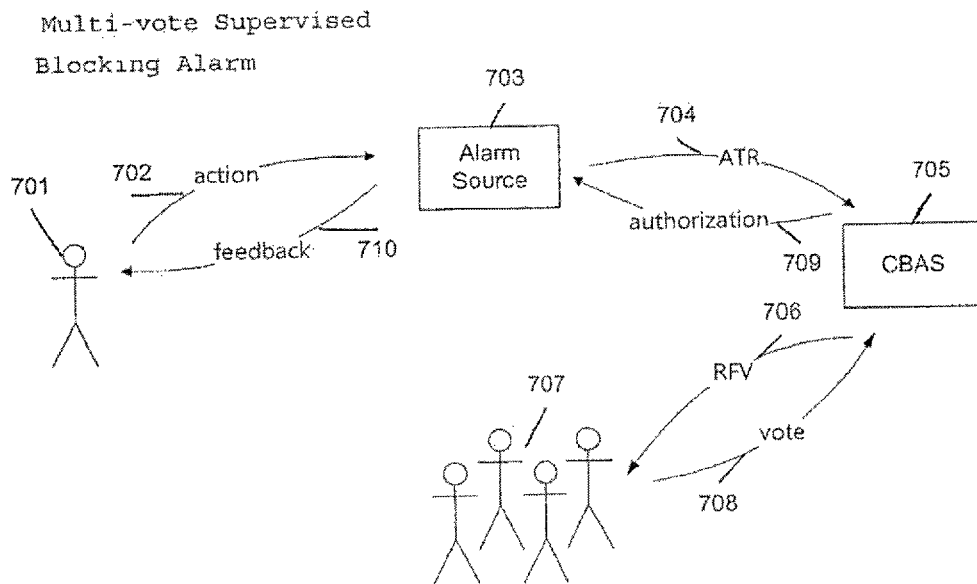 Multi-vote Supervised
Blocking Alarm
703
704
Alarm
Source
ATR
702
action
701
705
authorization
feedback
710
709
CBAS
706
RFV
707
vote
708